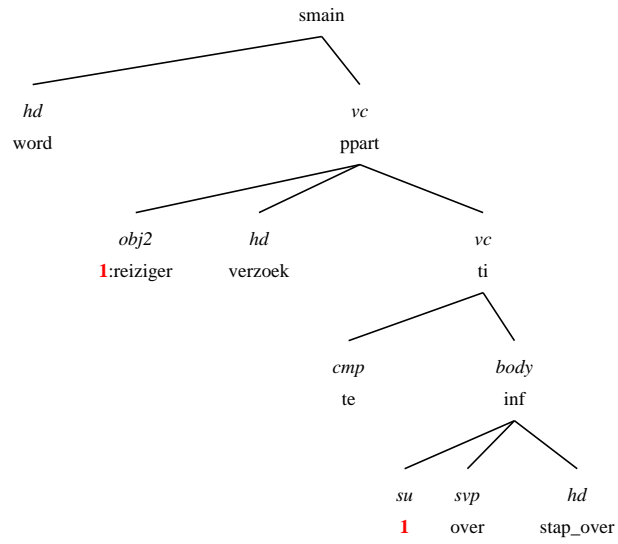 smain
hd vc
word ppart
obj2 hd vc
1:reiziger verzoek ti
cmp body
te inf
su svp hd
1 over stap_over